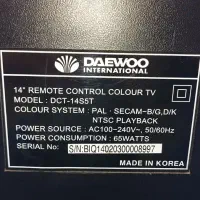 DAEWOO
INTERNATIONAL
14" REMOTE CONTROL COLOUR TV
MODEL: DCT-14S5T
COLOUR SYSTEM : PAL · SECAM-B/G,D/K
NTSC PLAYBACK
POWER SOURCE : AC100~240V~, 50/60Hz
POWER CONSUMPTION : 65WATTS
SERIAL No: S/N:BIQ14020300008997
MADE IN KOREA